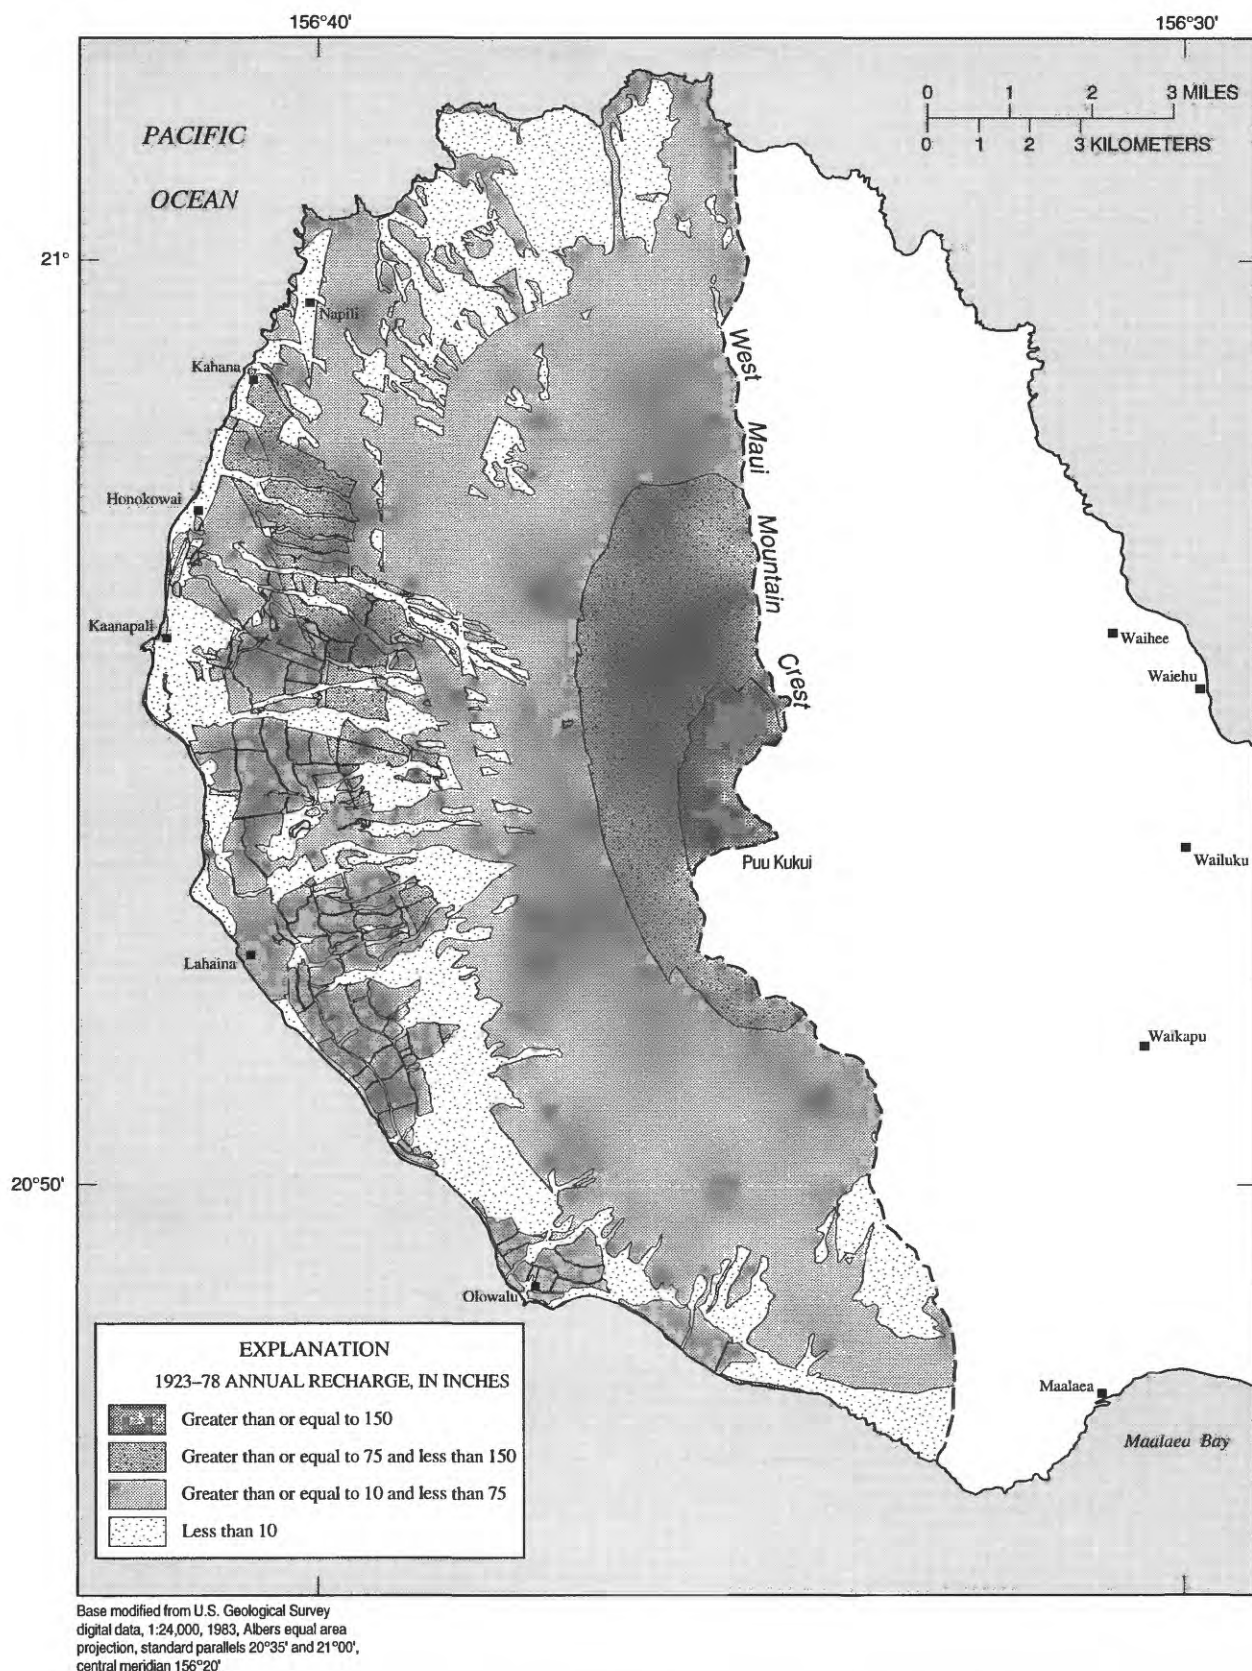 156°40'
156°30'
0 1 2 3 MILES
0 1 2 3 KILOMETERS
PACIFIC
OCEAN
21°
Napili
Kahana
West Maui Mountain Crest
Honokowai
Kaanapali
Waihee
Waiehu
Puu Kukui
Wailuku
Lahaina
Waikapu
20°50'
Olowalu
Maalaea
Maalaea Bay
EXPLANATION
1923–78 ANNUAL RECHARGE, IN INCHES
Greater than or equal to 150
Greater than or equal to 75 and less than 150
Greater than or equal to 10 and less than 75
Less than 10
Base modified from U.S. Geological Survey
digital data, 1:24,000, 1983, Albers equal area
projection, standard parallels 20°35' and 21°00',
central meridian 156°20'